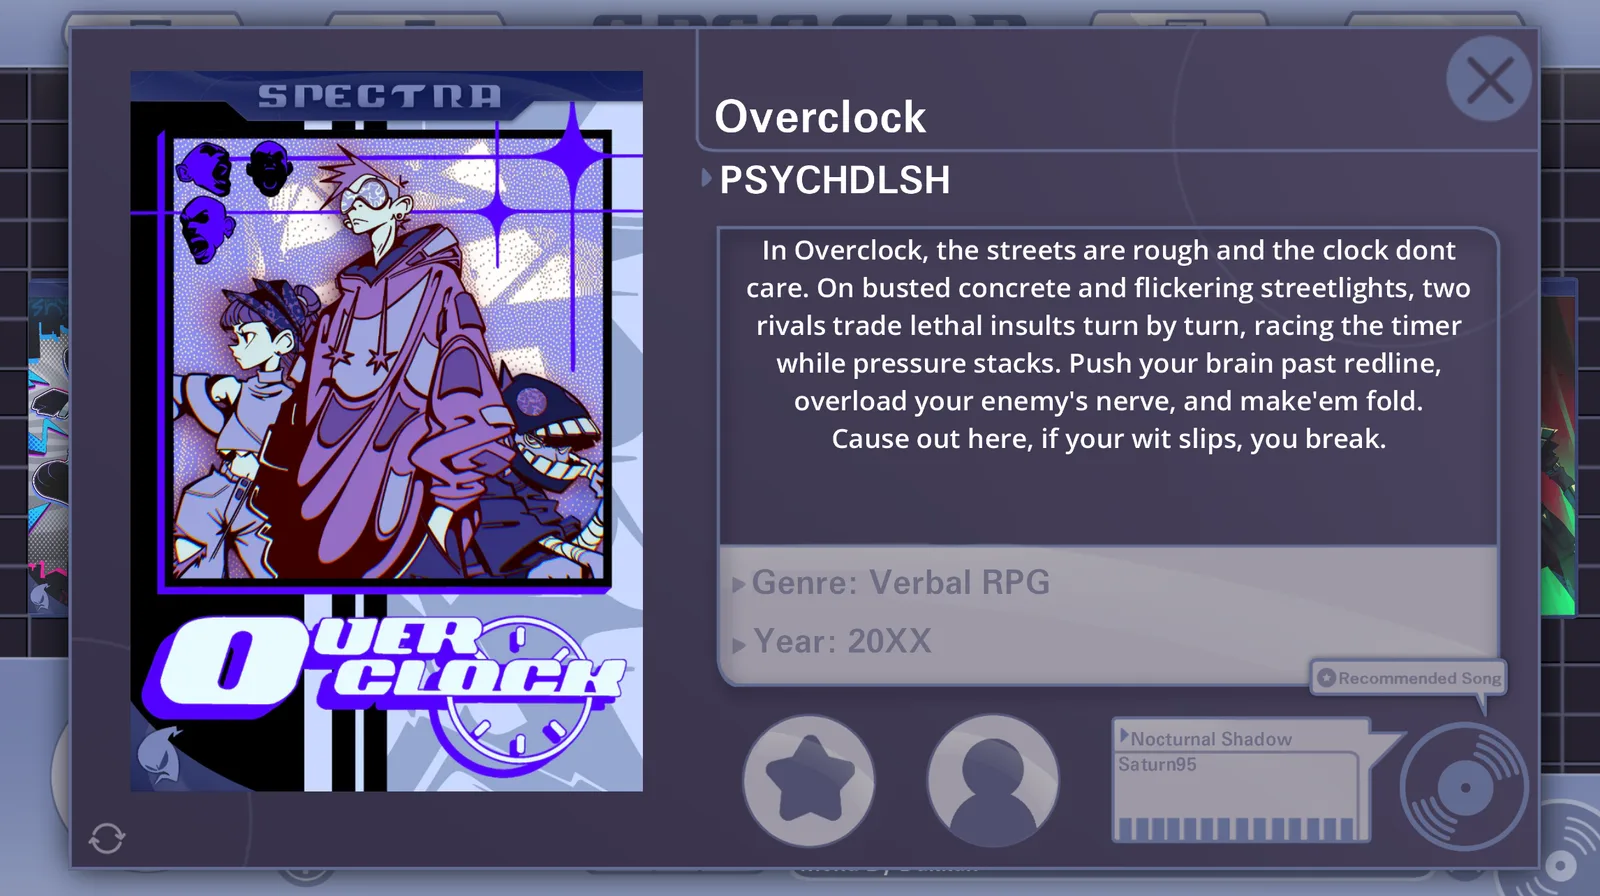 SPECTRA
Overclock
PSYCHDLSH
In Overclock, the streets are rough and the clock dont
care. On busted concrete and flickering streetlights, two
rivals trade lethal insults turn by turn, racing the timer
while pressure stacks. Push your brain past redline,
overload your enemy's nerve, and make'em fold.
Cause out here, if your wit slips, you break.
Genre: Verbal RPG
Year: 20XX
OVER
CLOCK
Recommended Song
Nocturnal Shadow
Saturn95